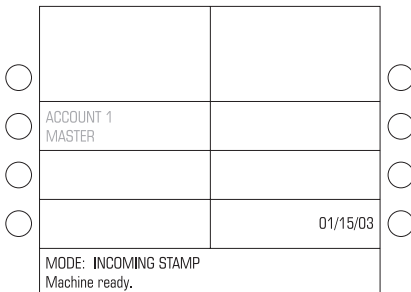 ACCOUNT 1
MASTER
01/15/03
MODE: INCOMING STAMP
Machine ready.